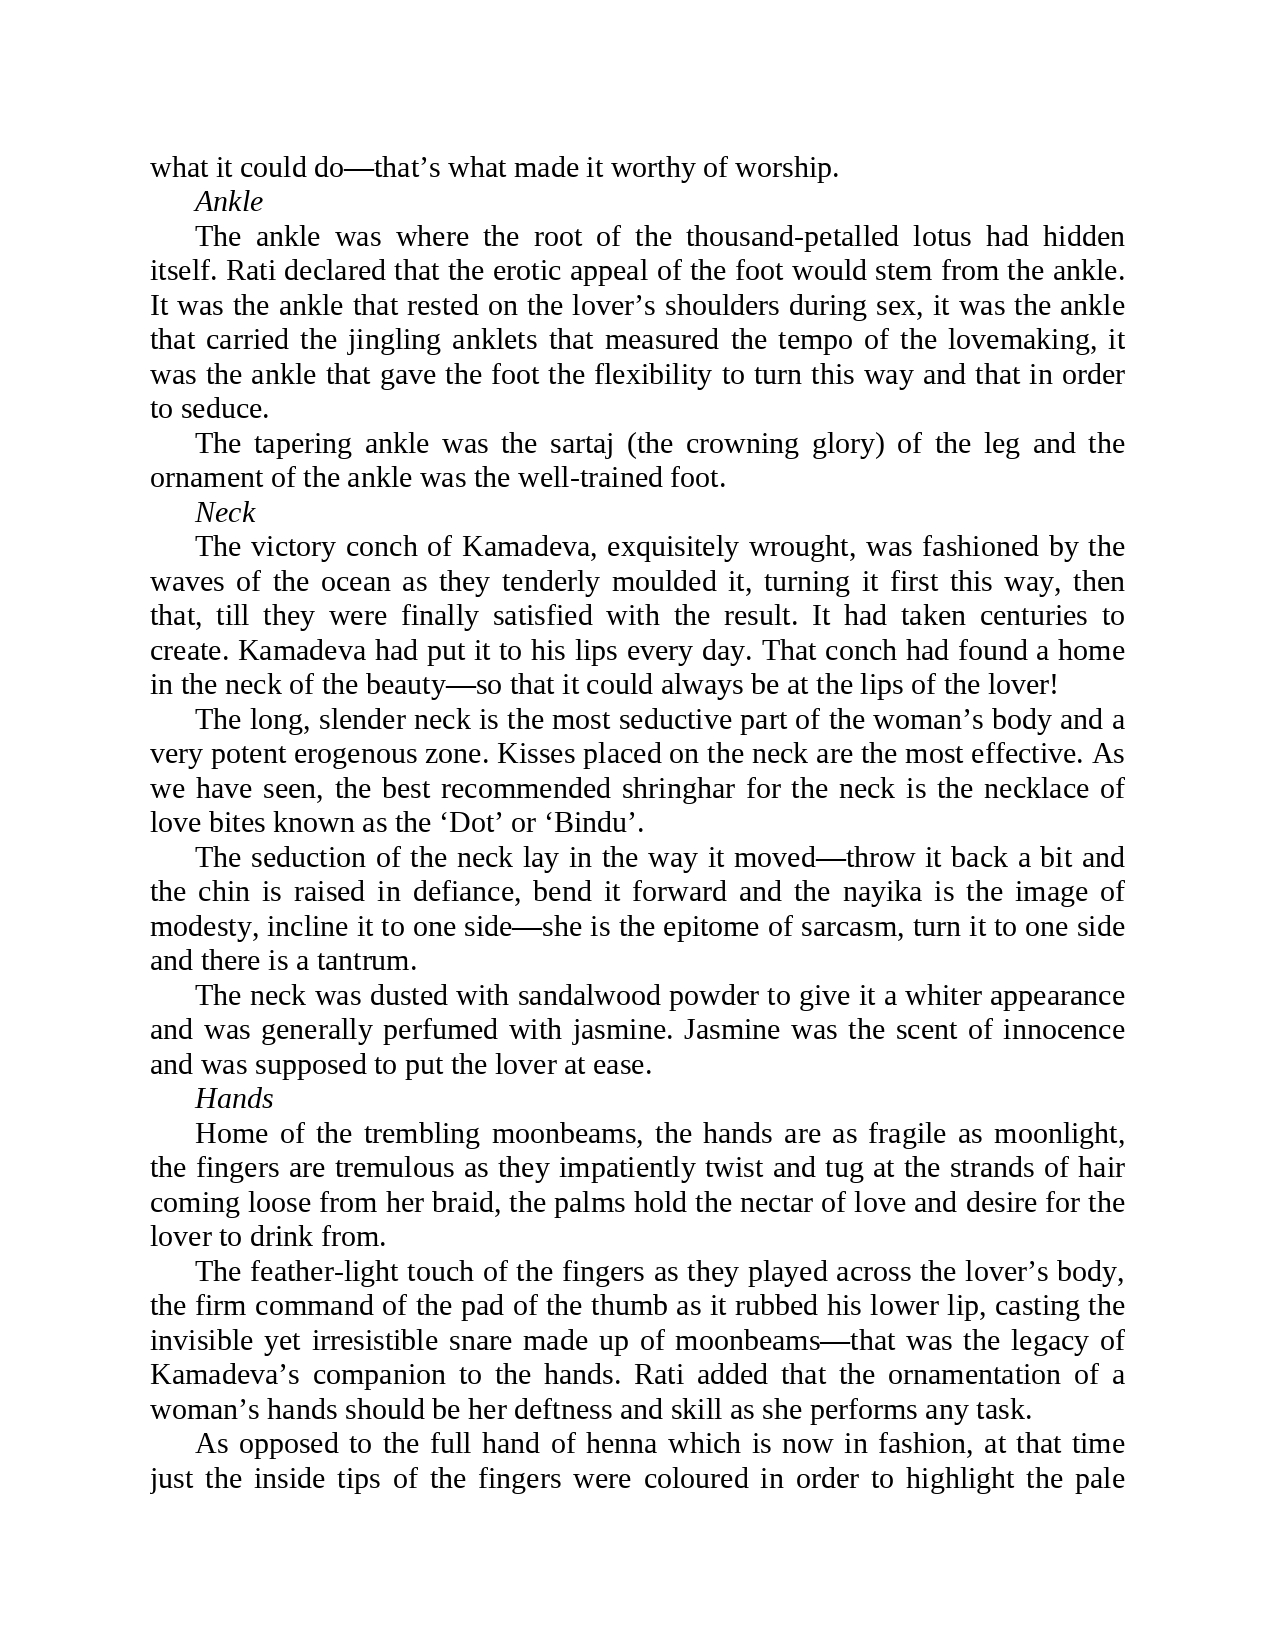 what it could do—that’s what made it worthy of worship.
Ankle
The ankle was where the root of the thousand-petalled lotus had hidden
itself. Rati declared that the erotic appeal of the foot would stem from the ankle.
It was the ankle that rested on the lover’s shoulders during sex, it was the ankle
that carried the jingling anklets that measured the tempo of the lovemaking, it
was the ankle that gave the foot the flexibility to turn this way and that in order
to seduce.
The tapering ankle was the sartaj (the crowning glory) of the leg and the
ornament of the ankle was the well-trained foot.
Neck
The victory conch of Kamadeva, exquisitely wrought, was fashioned by the
waves of the ocean as they tenderly moulded it, turning it first this way, then
that, till they were finally satisfied with the result. It had taken centuries to
create. Kamadeva had put it to his lips every day. That conch had found a home
in the neck of the beauty—so that it could always be at the lips of the lover!
The long, slender neck is the most seductive part of the woman’s body and a
very potent erogenous zone. Kisses placed on the neck are the most effective. As
we have seen, the best recommended shringhar for the neck is the necklace of
love bites known as the ‘Dot’ or ‘Bindu’.
The seduction of the neck lay in the way it moved—throw it back a bit and
the chin is raised in defiance, bend it forward and the nayika is the image of
modesty, incline it to one side—she is the epitome of sarcasm, turn it to one side
and there is a tantrum.
The neck was dusted with sandalwood powder to give it a whiter appearance
and was generally perfumed with jasmine. Jasmine was the scent of innocence
and was supposed to put the lover at ease.
Hands
Home of the trembling moonbeams, the hands are as fragile as moonlight,
the fingers are tremulous as they impatiently twist and tug at the strands of hair
coming loose from her braid, the palms hold the nectar of love and desire for the
lover to drink from.
The feather-light touch of the fingers as they played across the lover’s body,
the firm command of the pad of the thumb as it rubbed his lower lip, casting the
invisible yet irresistible snare made up of moonbeams—that was the legacy of
Kamadeva’s companion to the hands. Rati added that the ornamentation of a
woman’s hands should be her deftness and skill as she performs any task.
As opposed to the full hand of henna which is now in fashion, at that time
just the inside tips of the fingers were coloured in order to highlight the pale